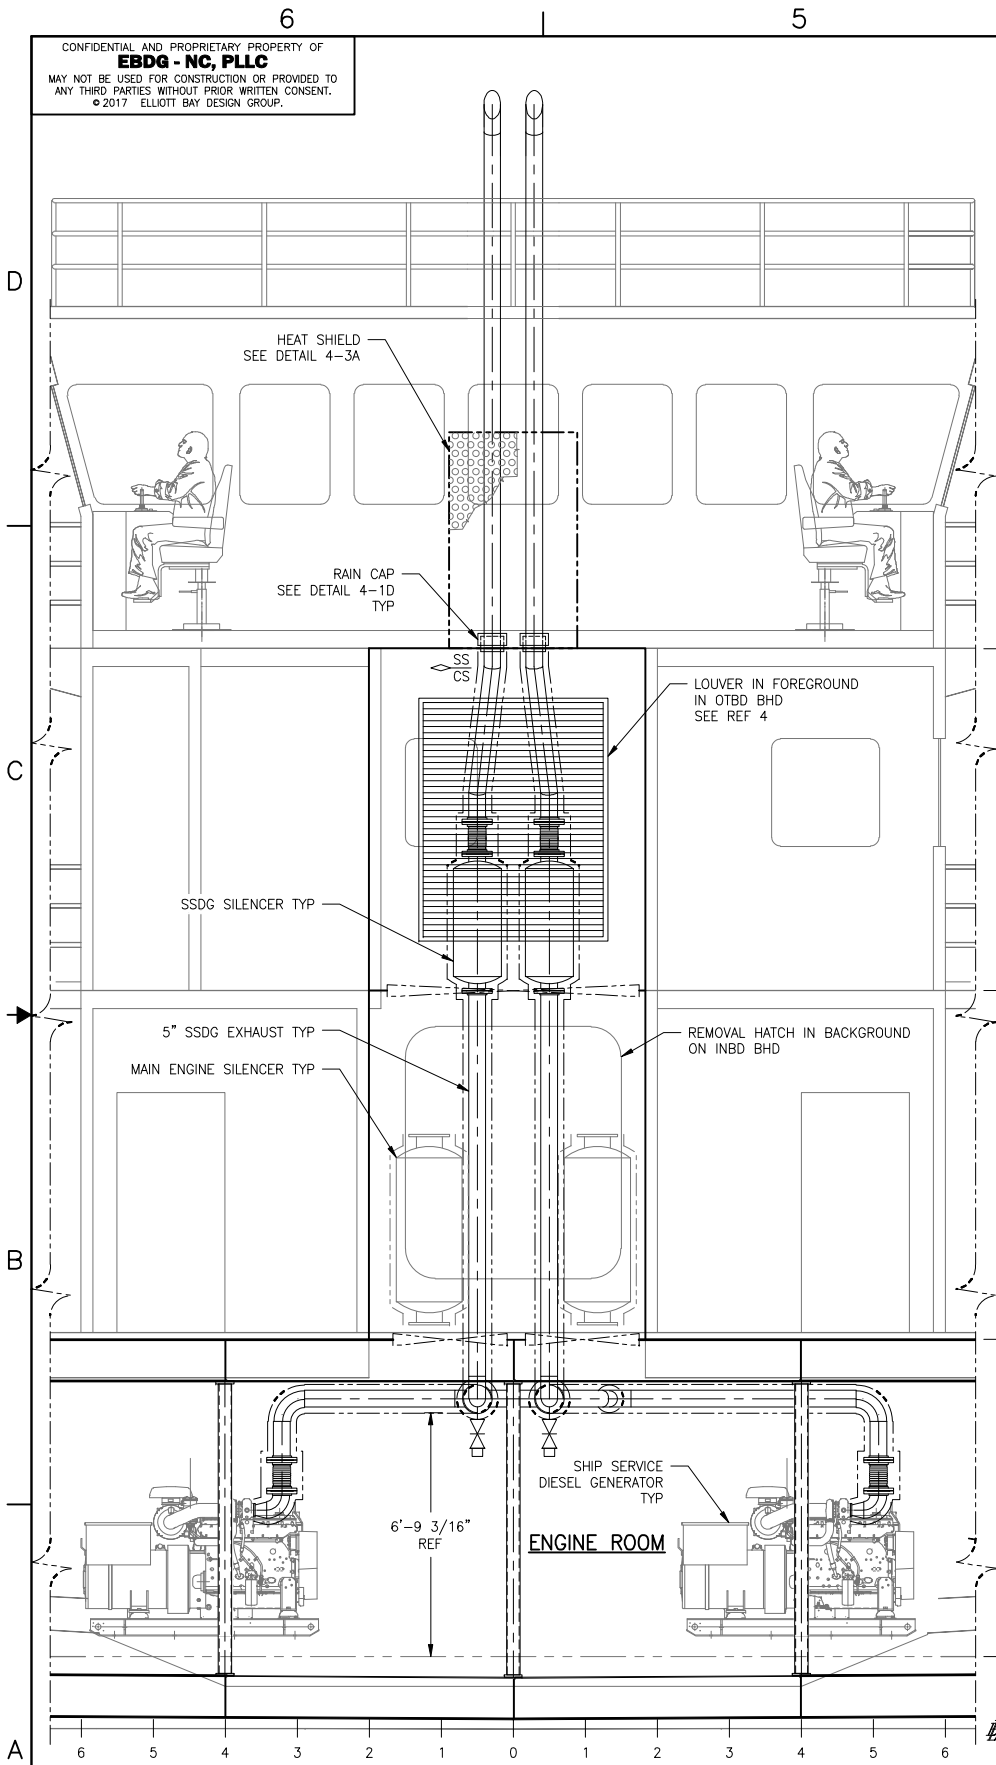 6 5
CONFIDENTIAL AND PROPRIETARY PROPERTY OF
EBDG - NC, PLLC
MAY NOT BE USED FOR CONSTRUCTION OR PROVIDED TO
ANY THIRD PARTIES WITHOUT PRIOR WRITTEN CONSENT.
© 2017 ELLIOTT BAY DESIGN GROUP.
D
HEAT SHIELD
SEE DETAIL 4-3A
RAIN CAP
SEE DETAIL 4-1D
TYP
SS
CS
LOUVER IN FOREGROUND
IN OTBD BHD
SEE REF 4
C
SSDG SILENCER TYP
5" SSDG EXHAUST TYP
MAIN ENGINE SILENCER TYP
REMOVAL HATCH IN BACKGROUND
ON INBD BHD
B
SHIP SERVICE
DIESEL GENERATOR
TYP
6'-9 3/16"
REF
ENGINE ROOM
A
6 5 4 3 2 1 0 1 2 3 4 5 6